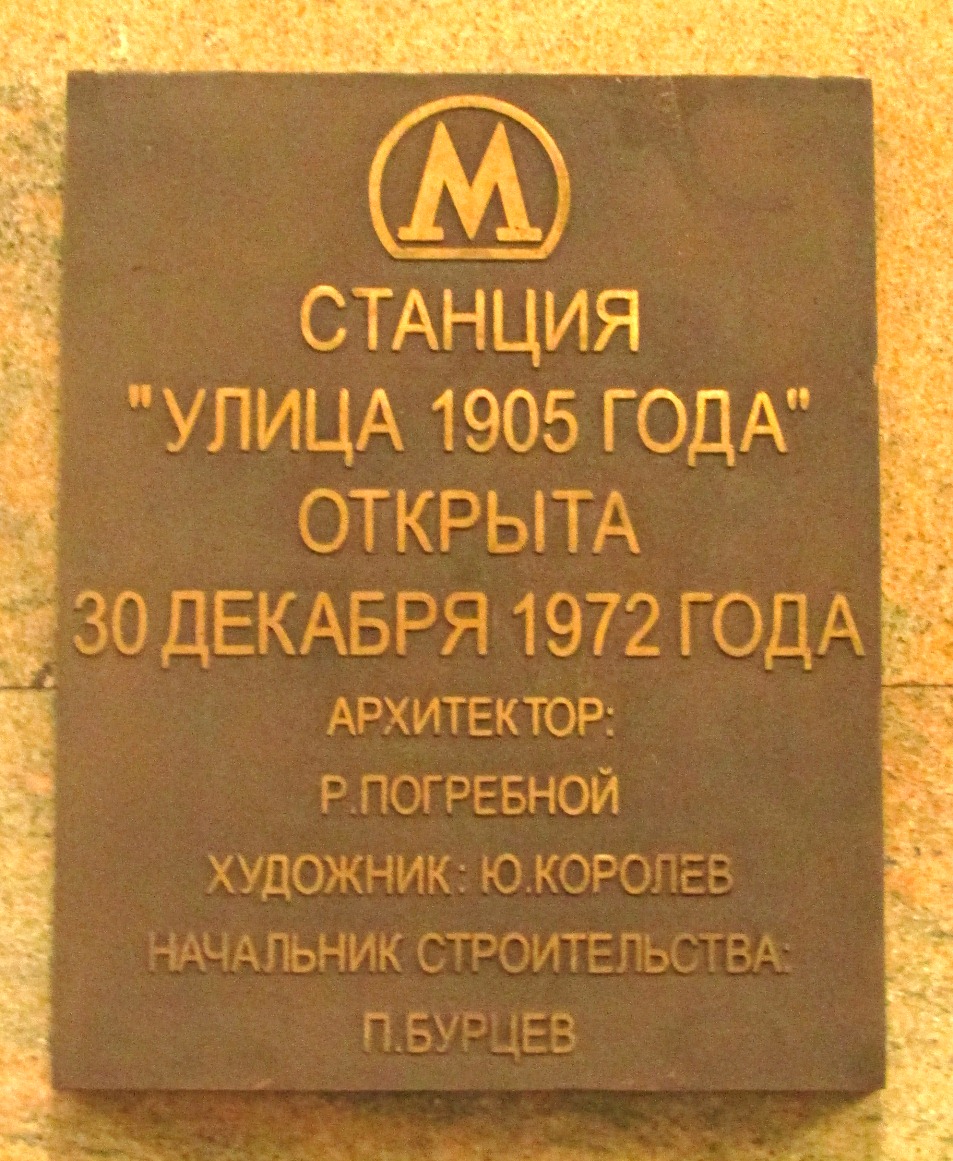 М
СТАНЦИЯ
"УЛИЦА 1905 ГОДА"
ОТКРЫТА
30 ДЕКАБРЯ 1972 ГОДА
АРХИТЕКТОР:
Р.ПОГРЕБНОЙ
ХУДОЖНИК: Ю.КОРОЛЕВ
НАЧАЛЬНИК СТРОИТЕЛЬСТВА:
П.БУРЦЕВ